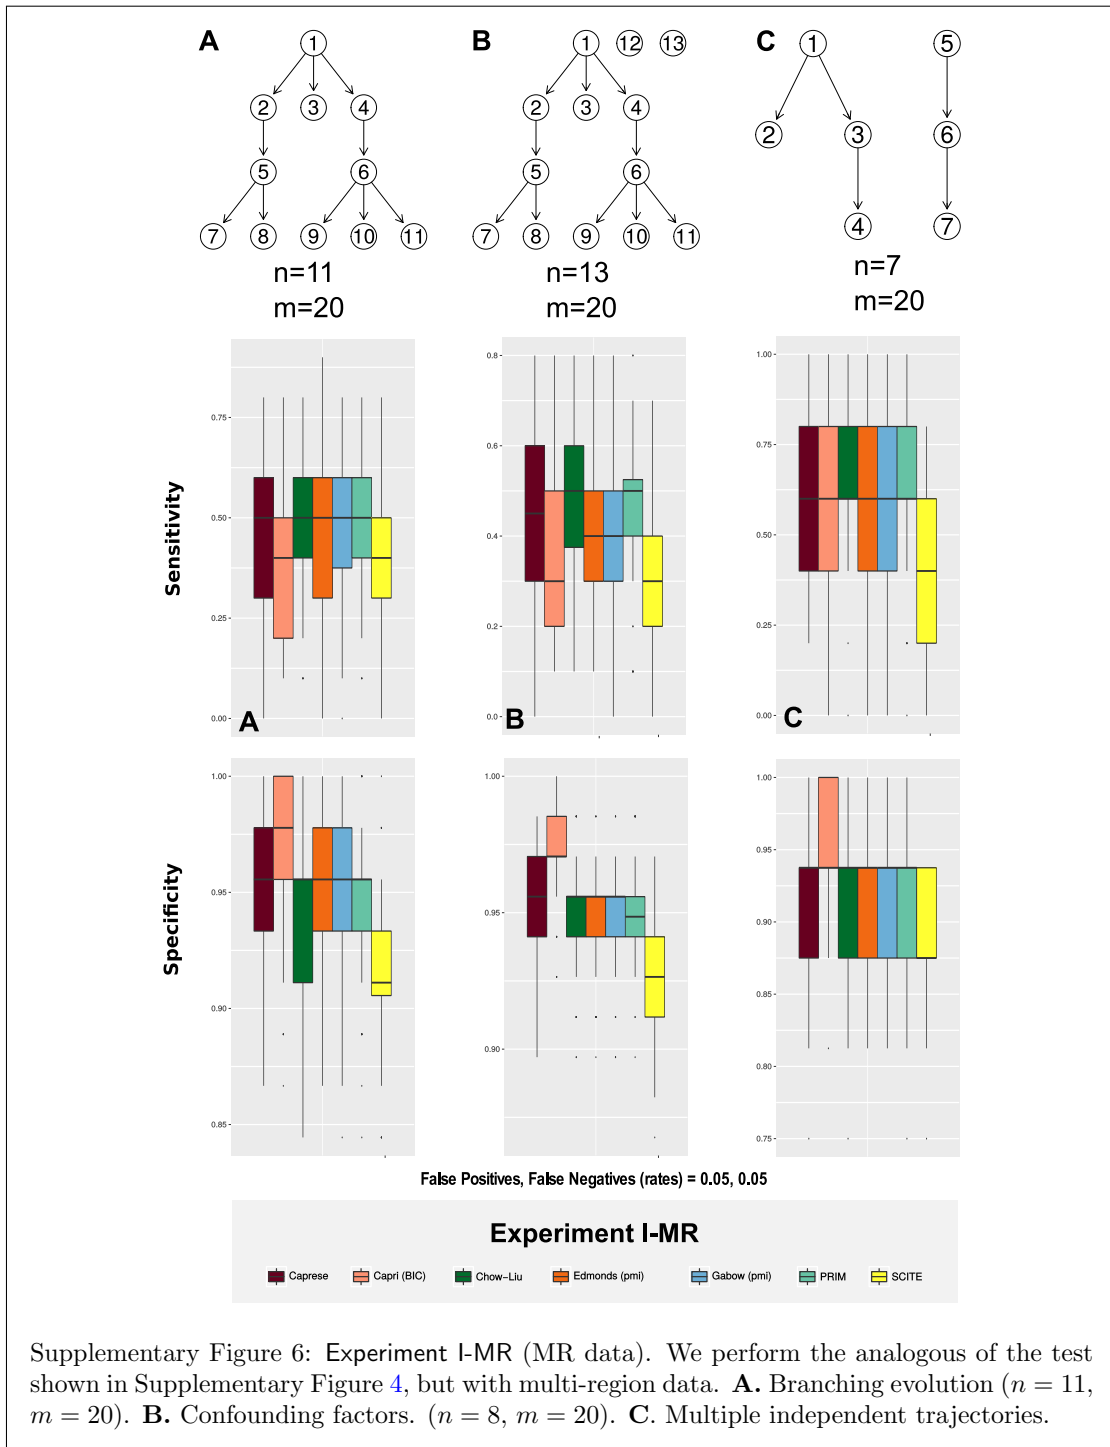 A
B
C
1
1 12 13
1 5
2 3 4
2 3 4
2 3 6
5 6
5 6
4 7
7 8 9 10 11
7 8 9 10 11
n=11
m=20
n=13
m=20
n=7
m=20
Sensitivity
0.75
0.50
0.25
0.00
A
0.8
0.6
0.4
0.2
0.0
B
1.00
0.75
0.50
0.25
0.00
C
Specificity
1.00
0.95
0.90
0.85
1.00
0.95
0.90
1.00
0.95
0.90
0.85
0.80
0.75
False Positives, False Negatives (rates) = 0.05, 0.05
Experiment I-MR
Caprese Capri (BIC) Chow-Liu Edmonds (pmi) Gabow (pmi) PRIM SCITE
Supplementary Figure 6: Experiment I-MR (MR data). We perform the analogous of the test
shown in Supplementary Figure 4, but with multi-region data. A. Branching evolution (n = 11,
m = 20). B. Confounding factors. (n = 8, m = 20). C. Multiple independent trajectories.